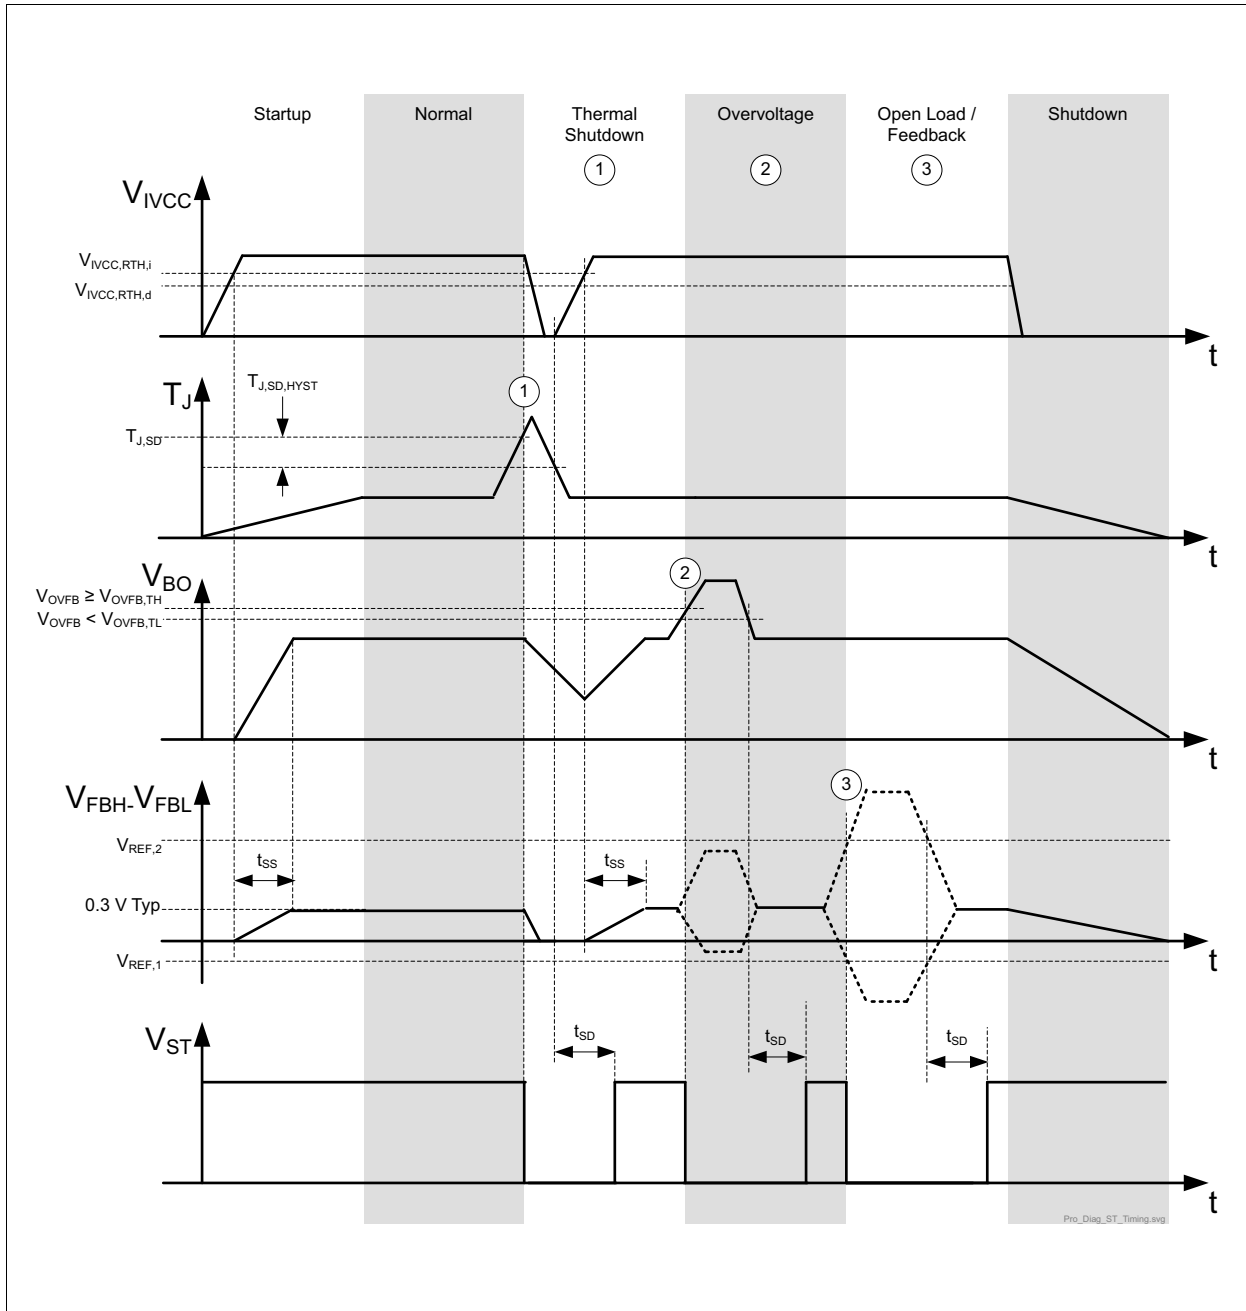 Startup
Normal
Thermal
Shutdown
Overvoltage
Open Load /
Feedback
Shutdown
1
2
3
VIVCC
VIVCC,RTH,i
VIVCC,RTH,d
t
TJ
TJ,SD,HYST
1
TJ,SD
t
VBO
2
VOVFB ≥ VOVFB,TH
VOVFB < VOVFB,TL
t
VFBH-VFBL
3
VREF,2
tSS
tSS
0.3 V Typ
VREF,1
t
VST
tSD
tSD
tSD
t
Pro_Diag_ST_Timing.svg